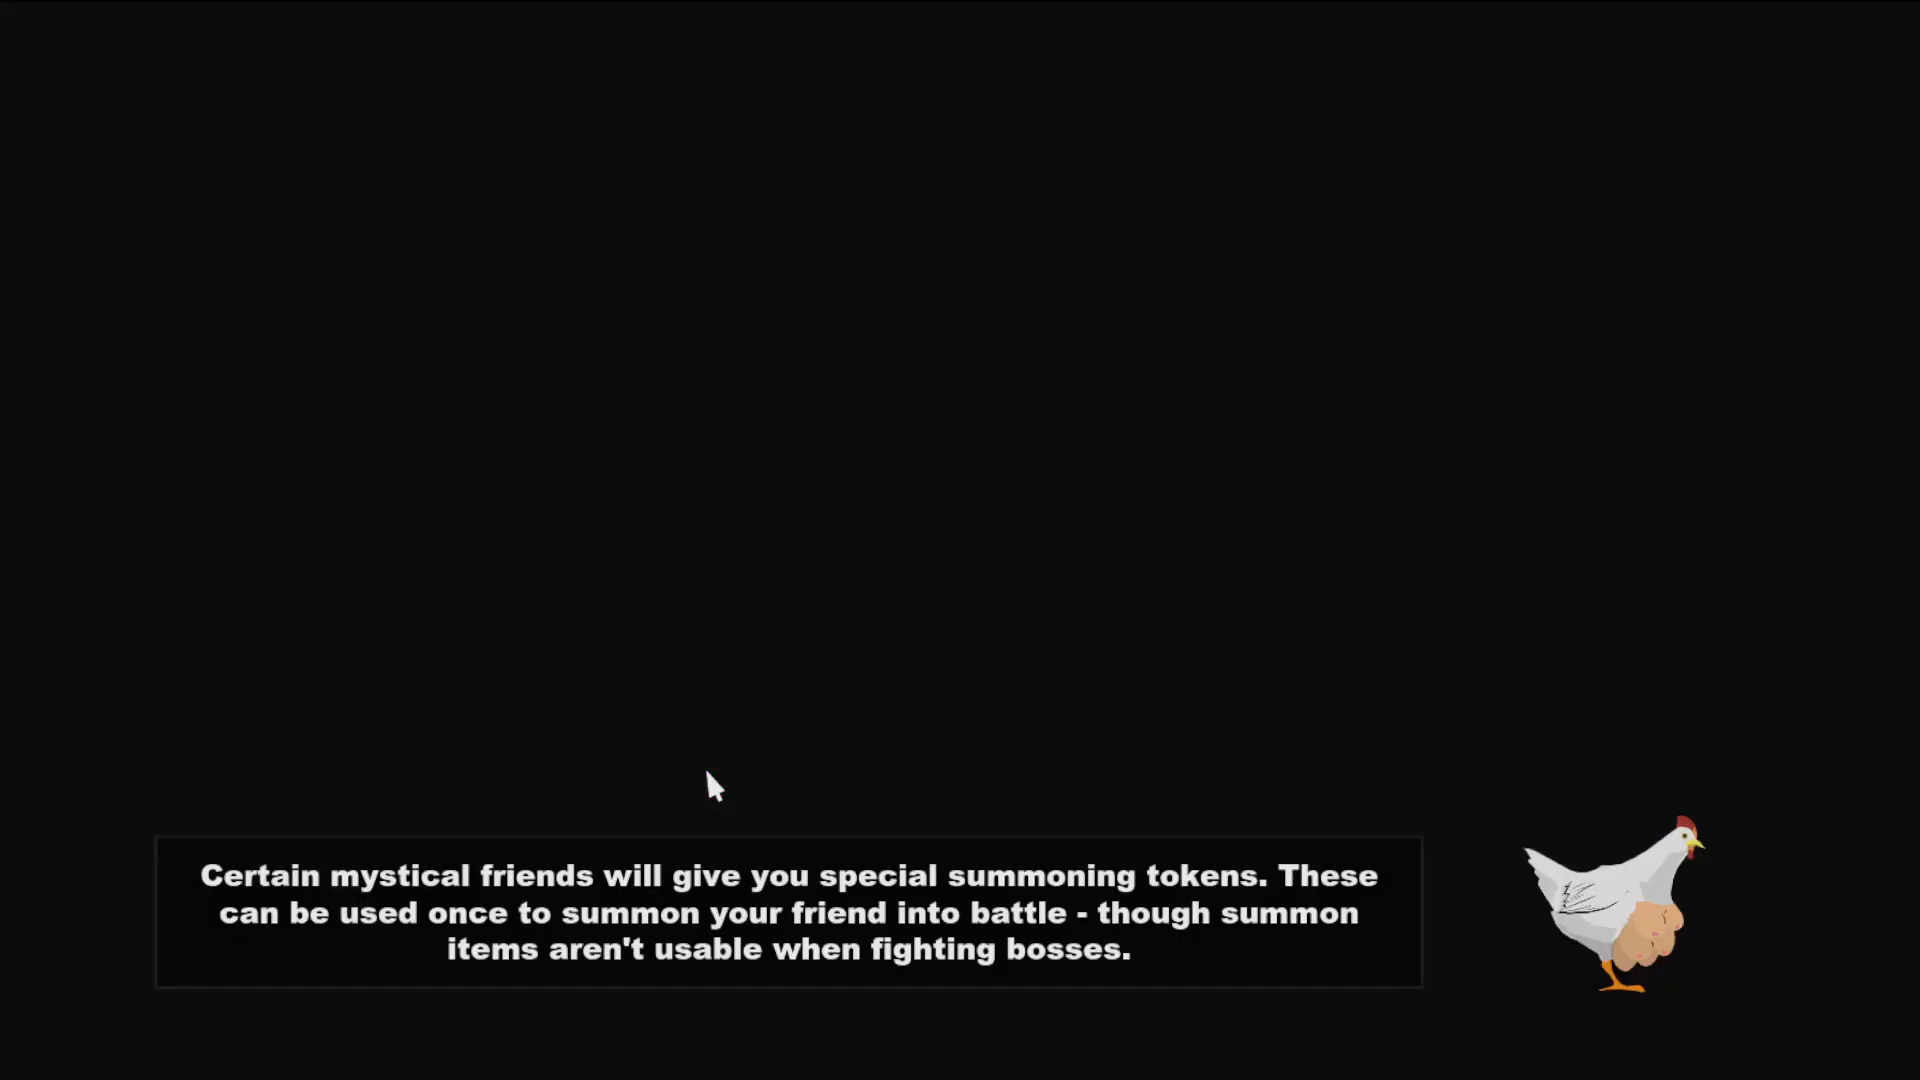 Certain mystical friends will give you special summoning tokens. These
can be used once to summon your friend into battle - though summon
items aren't usable when fighting bosses.